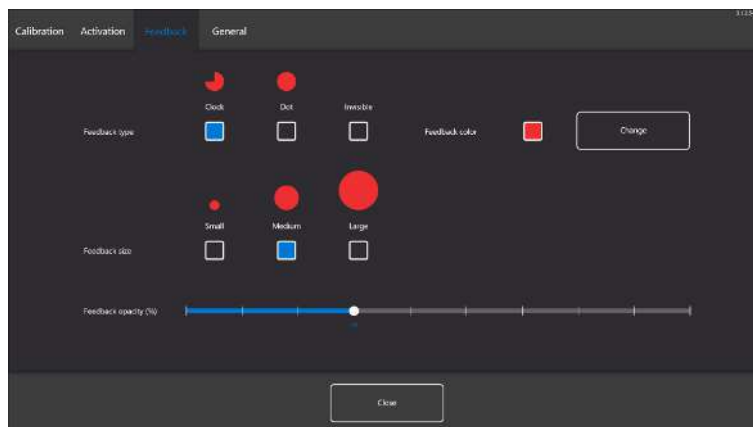 Calibration Activation Feedback General
Clock Dot Invisible
Feedback type Feedback color Change
Small Medium Large
Feedback size
Feedback opacity (%)
Close